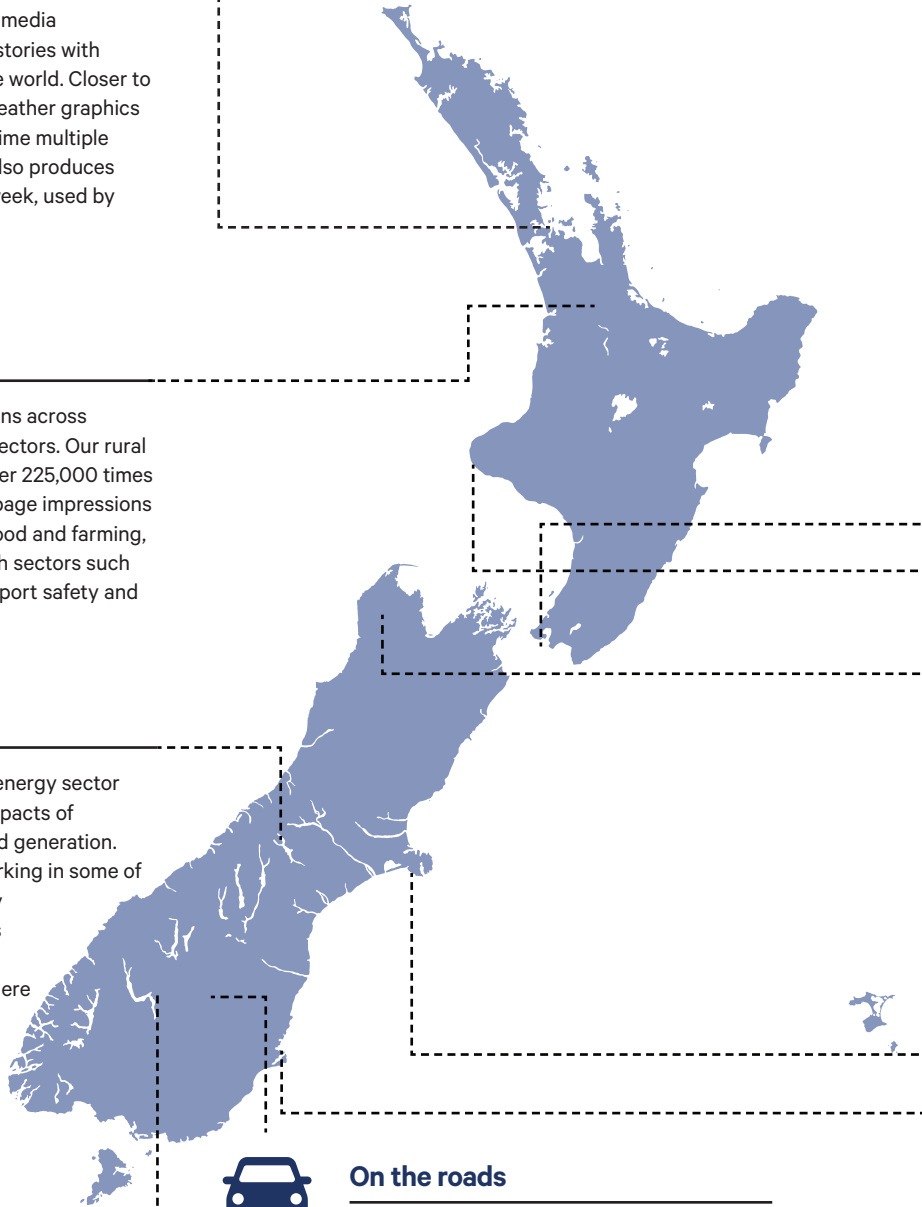 media
stories with
world. Closer to
eather graphics
ime multiple
lso produces
eek, used by
ns across
ectors. Our rural
er 225,000 times
page impressions
ood and farming,
h sectors such
port safety and
energy sector
pacts of
d generation.
rking in some of
ere
On the roads